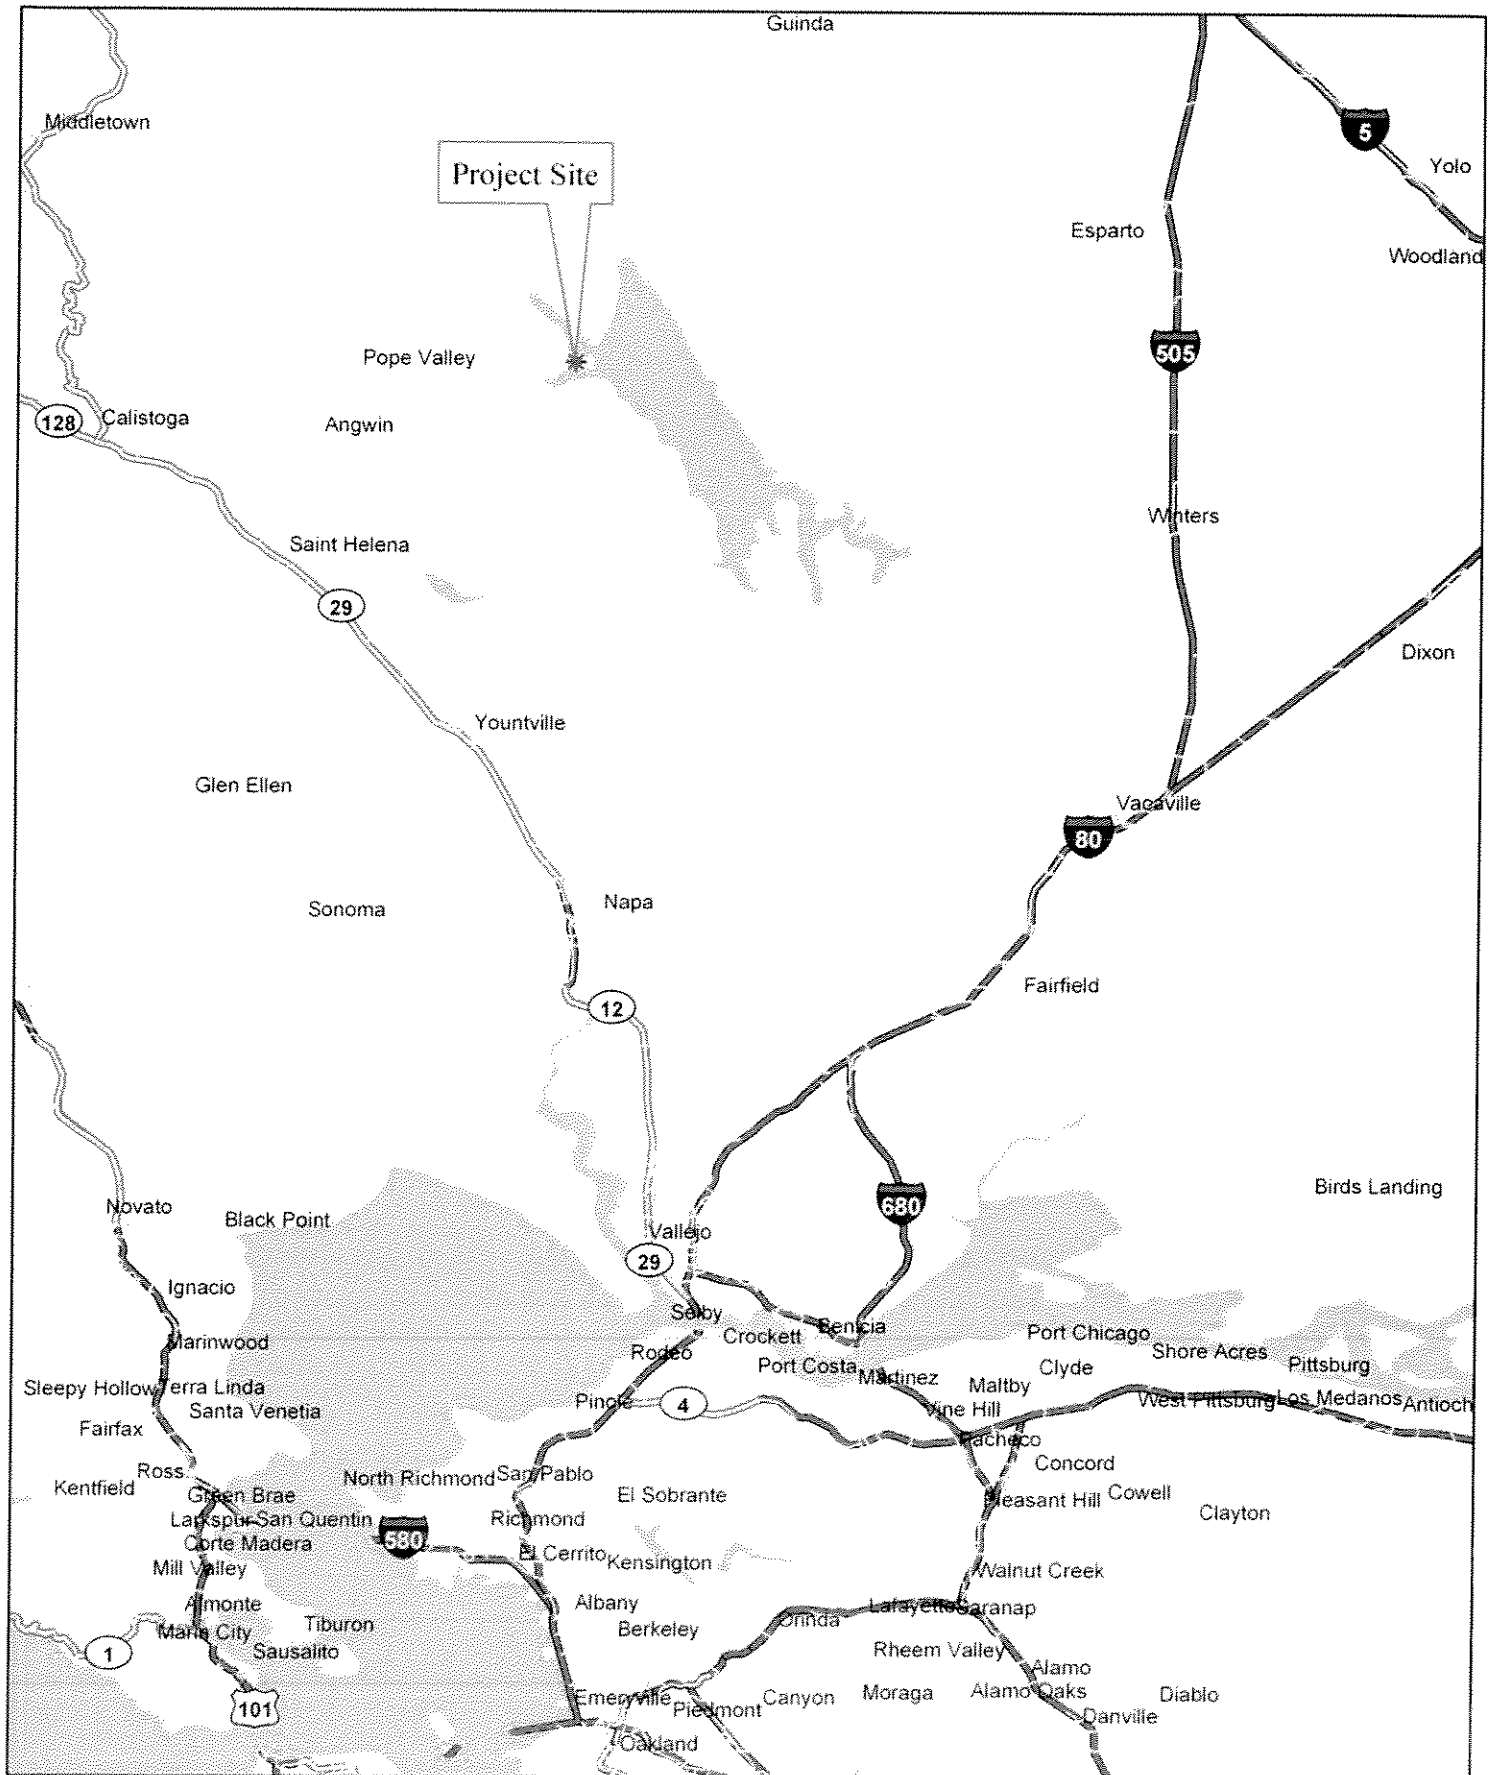 Guinda
Middletown
5
Project Site
Yolo
Esparto
Woodland
505
Pope Valley
128
Calistoga
Angwin
Winters
Saint Helena
29
Dixon
Yountville
Glen Ellen
Vacaville
80
Sonoma
Napa
Fairfield
12
Birds Landing
680
Novato
Black Point
Vallejo
29
Ignacio
Selby
Crockett
Benicia
Port Chicago
Marinwood
Rodeo
Port Costa
Shore Acres
Clyde
Pittsburg
Martinez
Sleepy Hollow
Terra Linda
Maltby
Santa Venetia
Pinole
4
Vine Hill
West Pittsburg
Los Medanos
Antioch
Fairfax
Pacheco
Ross
North Richmond
San Pablo
Concord
Kentfield
Green Brae
El Sobrante
Pleasant Hill
Cowell
Clayton
Larkspur
San Quentin
Richmond
Corte Madera
580
El Cerrito
Kensington
Mill Valley
Walnut Creek
Almonte
Albany
Lafayette
Saranap
Tiburon
Orinda
Marin City
Berkeley
1
Sausalito
Rheem Valley
Alamo
101
Emeryville
Piedmont
Canyon
Moraga
Alamo Oaks
Diablo
Danville
Oakland